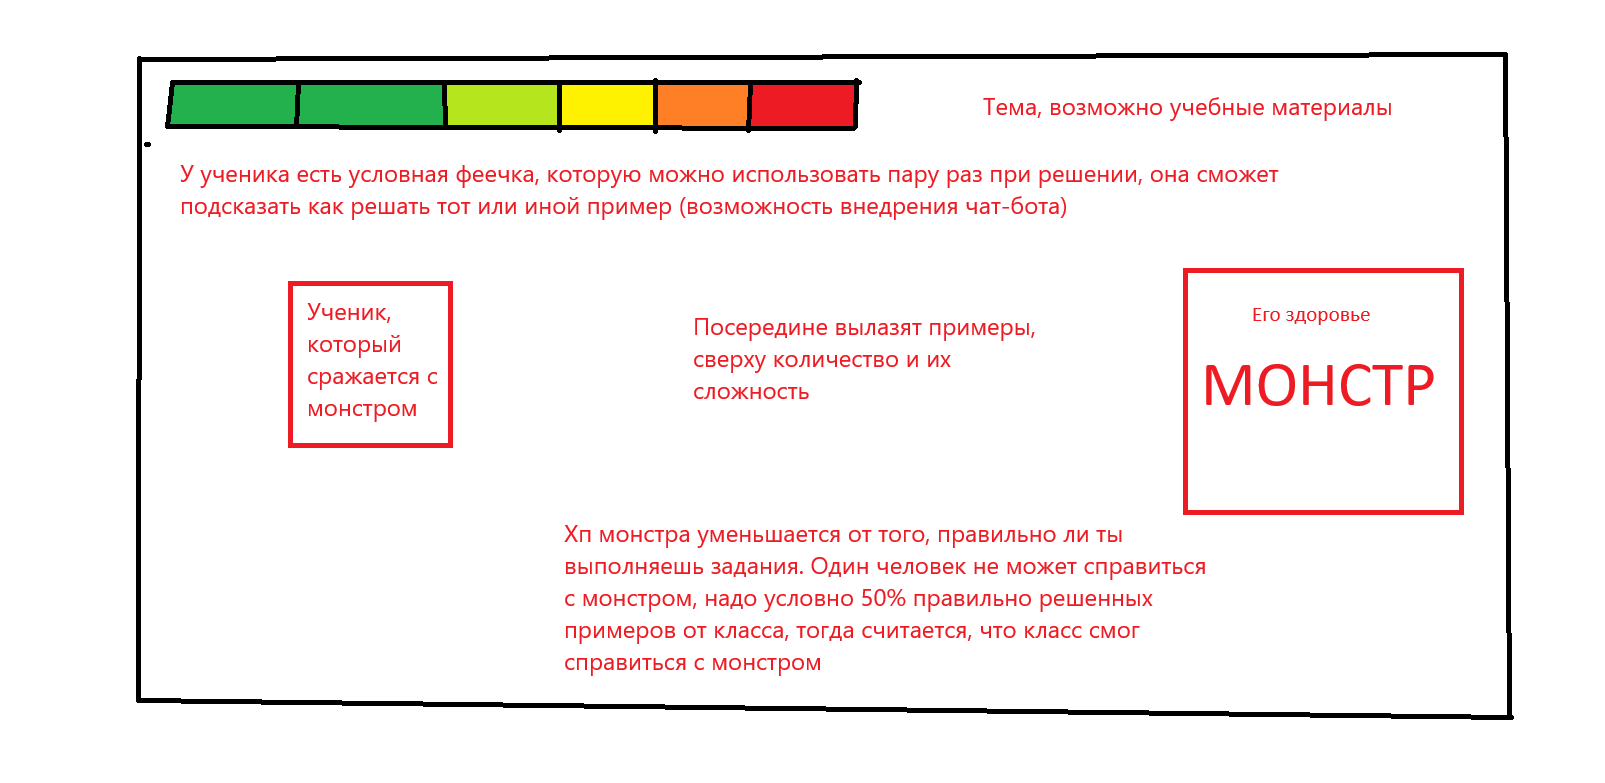 Тема, возможно учебные материалы
У ученика есть условная феечка, которую можно использовать пару раз при решении, она сможет
подсказать как решать тот или иной пример (возможность внедрения чат-бота)
Ученик,
который
сражается с
монстром
Посередине вылазят примеры,
сверху количество и их
сложность
Его здоровье
МОНСТР
Хп монстра уменьшается от того, правильно ли ты
выполняешь задания. Один человек не может справиться
с монстром, надо условно 50% правильно решенных
примеров от класса, тогда считается, что класс смог
справиться с монстром